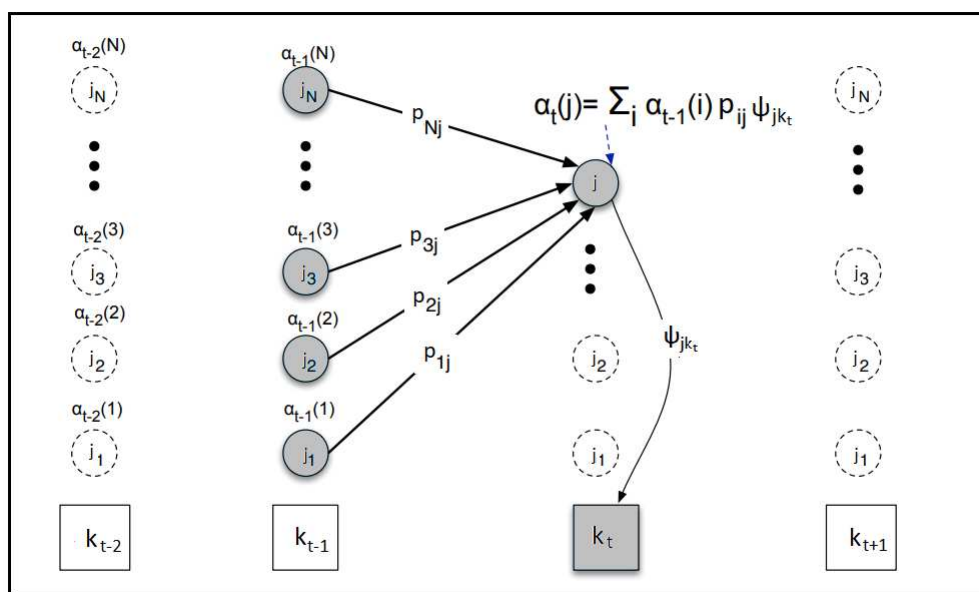 α_{t-2}(N) α_{t-1}(N)
j_N j_N α_t(j)= Σ_i α_{t-1}(i) p_{ij} ψ_{jk_t} j_N
p_{Nj}
j
α_{t-2}(3) α_{t-1}(3)
j_3 j_3 p_{3j} j_3
α_{t-2}(2) α_{t-1}(2) p_{2j}
j_2 j_2 p_{1j} ψ_{jk_t} j_2 j_2
α_{t-2}(1) α_{t-1}(1)
j_1 j_1 j_1 j_1
k_{t-2} k_{t-1} k_t k_{t+1}